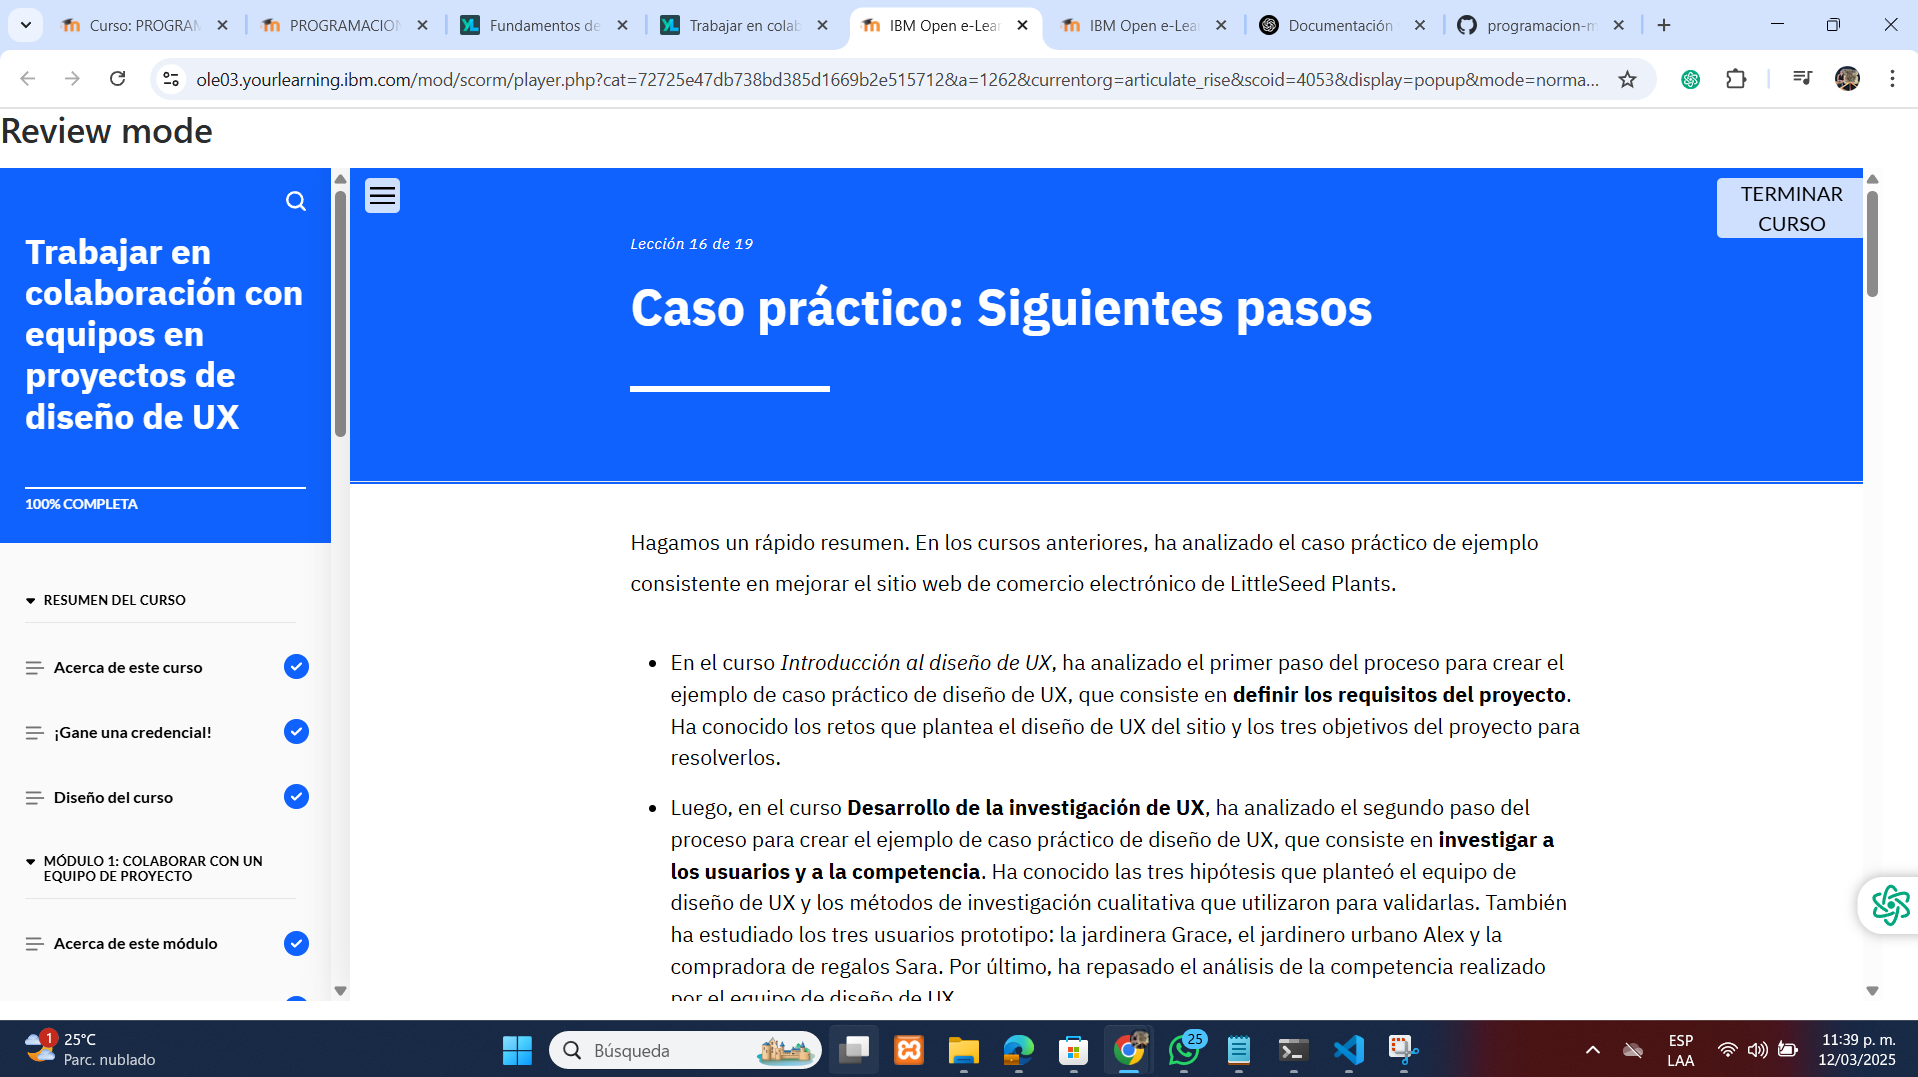 Curso: PROGRAM
PROGRAMACION
Fundamentos de
Trabajar en colab
IBM Open e-Lear
IBM Open e-Lear
Documentación
programacion-m
ole03.yourlearning.ibm.com/mod/scorm/player.php?cat=72725e47db738bd385d1669b2e515712&a=1262&currentorg=articulate_rise&scoid=4053&display=popup&mode=norma...
Review mode
Trabajar en
colaboración con
equipos en
proyectos de
diseño de UX
100% COMPLETA
RESUMEN DEL CURSO
Acerca de este curso
¡Gane una credencial!
Diseño del curso
MÓDULO 1: COLABORAR CON UN
EQUIPO DE PROYECTO
Acerca de este módulo
TERMINAR
CURSO
Lección 16 de 19
Caso práctico: Siguientes pasos
Hagamos un rápido resumen. En los cursos anteriores, ha analizado el caso práctico de ejemplo
consistente en mejorar el sitio web de comercio electrónico de LittleSeed Plants.
• En el curso Introducción al diseño de UX, ha analizado el primer paso del proceso para crear el
ejemplo de caso práctico de diseño de UX, que consiste en definir los requisitos del proyecto.
Ha conocido los retos que plantea el diseño de UX del sitio y los tres objetivos del proyecto para
resolverlos.
• Luego, en el curso Desarrollo de la investigación de UX, ha analizado el segundo paso del
proceso para crear el ejemplo de caso práctico de diseño de UX, que consiste en investigar a
los usuarios y a la competencia. Ha conocido las tres hipótesis que planteó el equipo de
diseño de UX y los métodos de investigación cualitativa que utilizaron para validarlas. También
ha estudiado los tres usuarios prototipo: la jardinera Grace, el jardinero urbano Alex y la
compradora de regalos Sara. Por último, ha repasado el análisis de la competencia realizado
por el equipo de diseño de UX.
1
25°C
Parc. nublado
Búsqueda
25
ESP
LAA
11:39 p. m.
12/03/2025